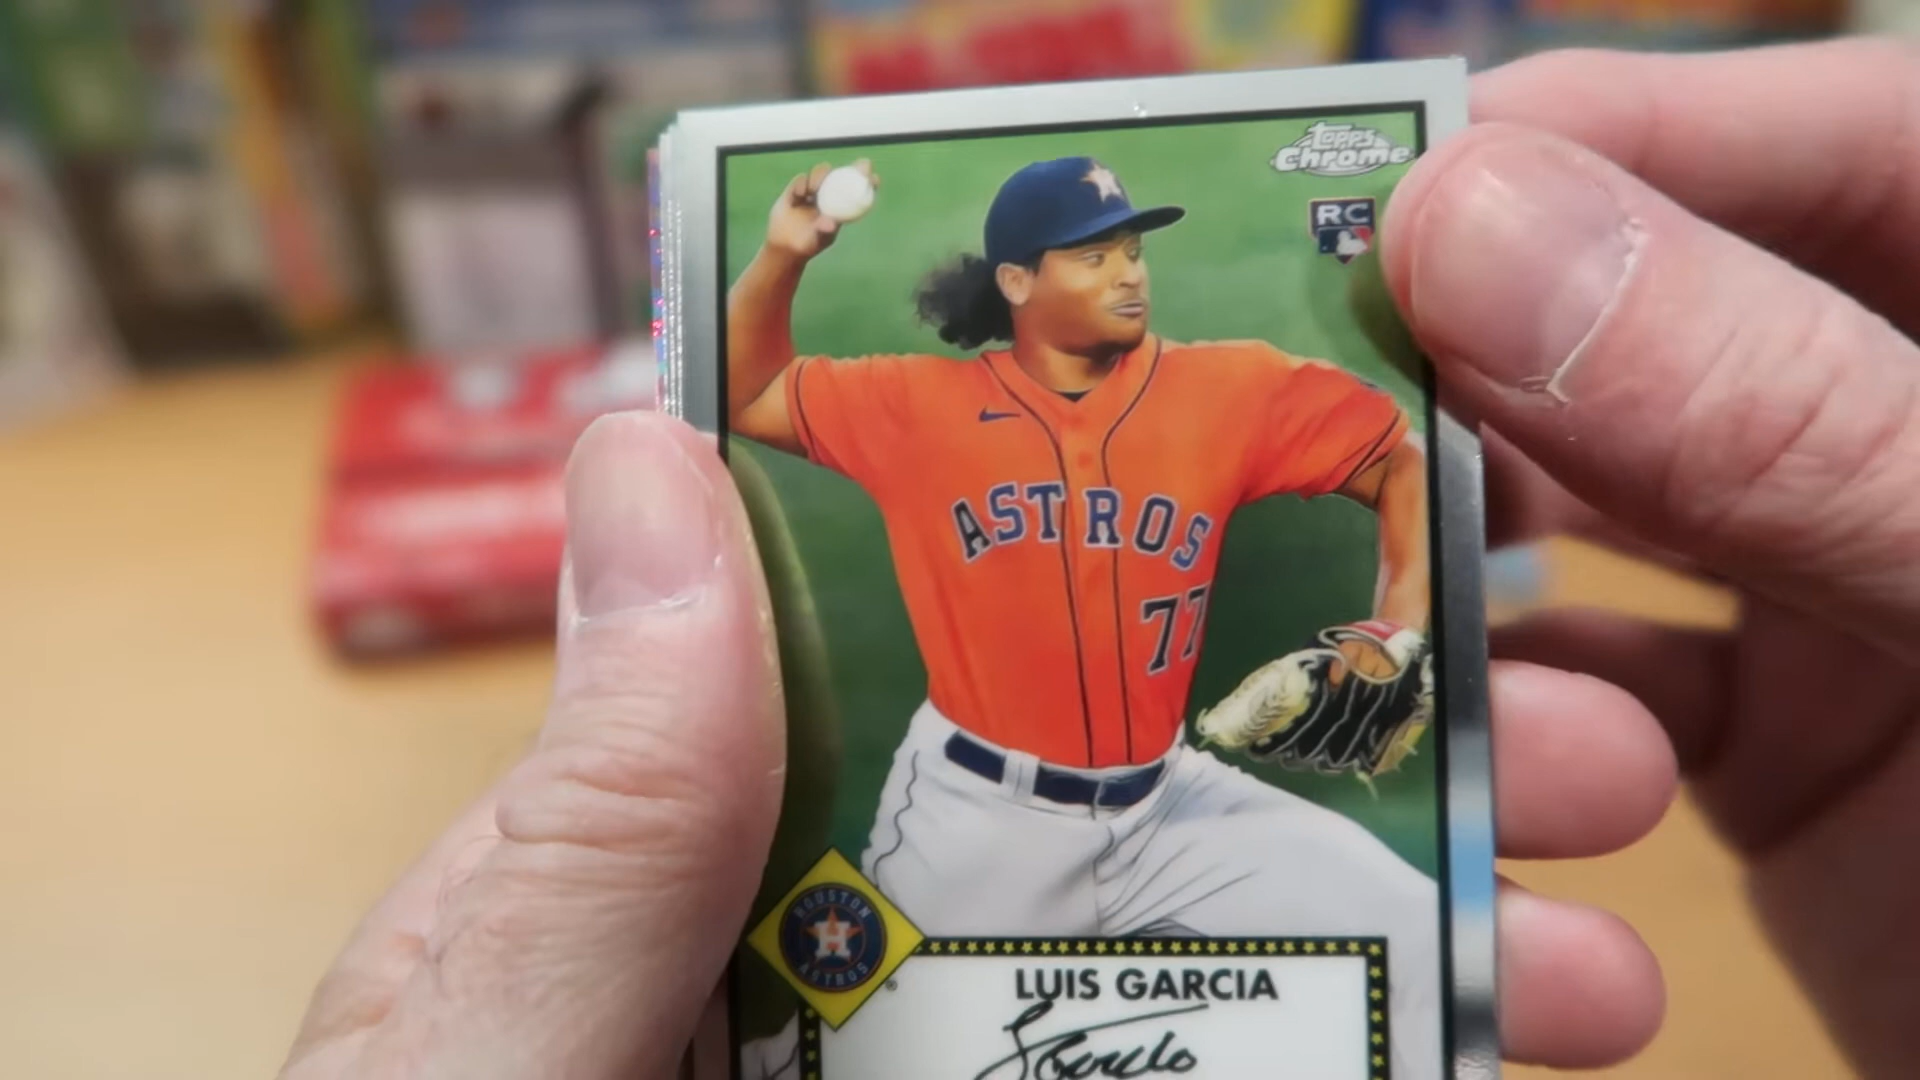 Topps
Chrome
RC
ASTROS
77
HOUSTON
H
ASTROS
LUIS GARCIA